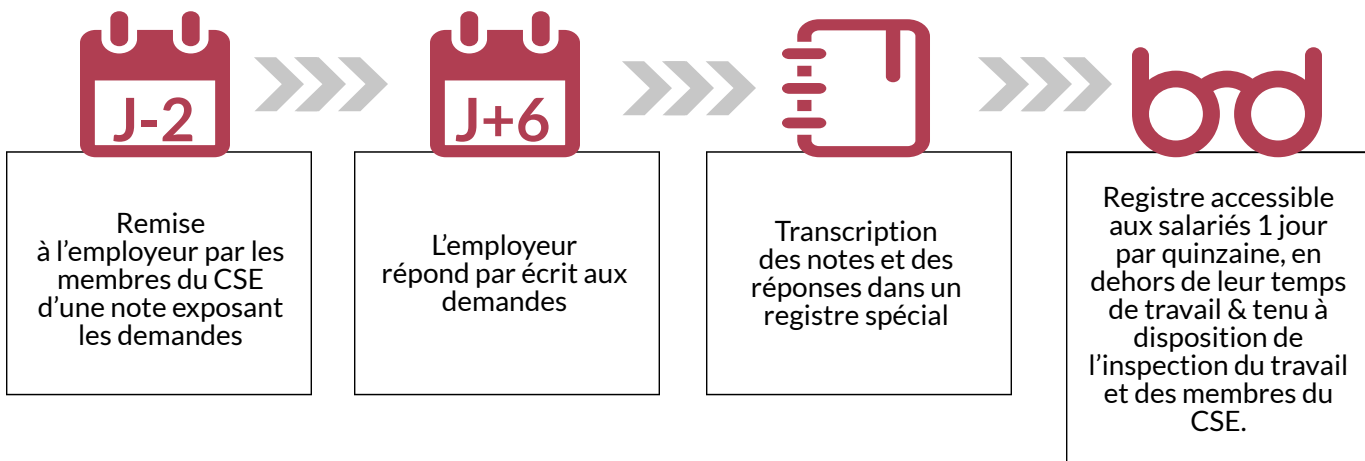 J-2
Remise
à l’employeur par les
membres du CSE
d’une note exposant
les demandes
J+6
L’employeur
répond par écrit aux
demandes
Transcription
des notes et des
réponses dans un
registre spécial
Registre accessible
aux salariés 1 jour
par quinzaine, en
dehors de leur temps
de travail & tenu à
disposition de
l’inspection du travail
et des membres du
CSE.